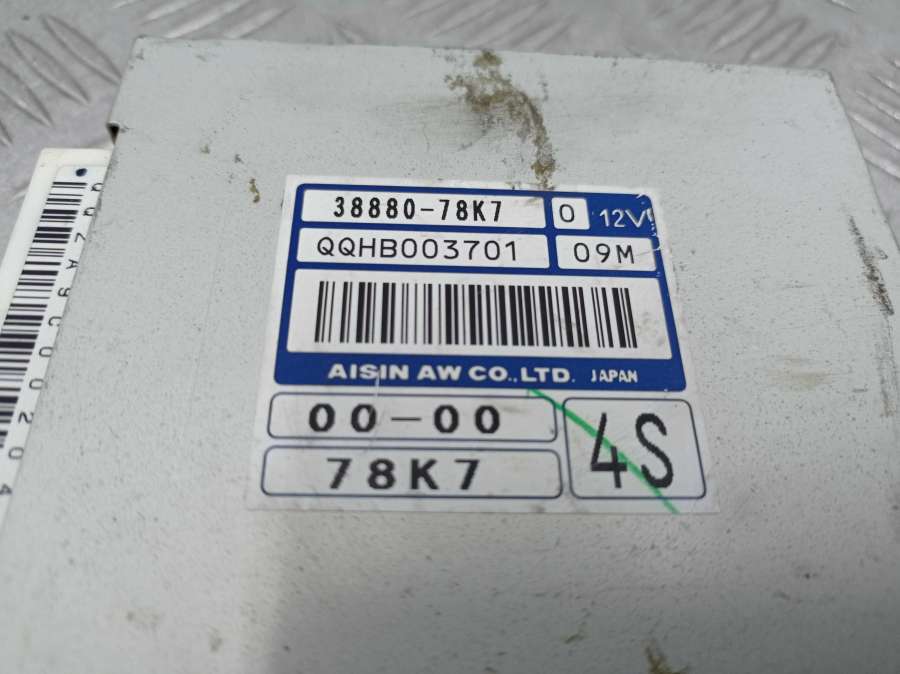 38880-78K7 0 12V
QQHB003701 09M
AISIN AW CO.,LTD. JAPAN
00-00
78K7
4S